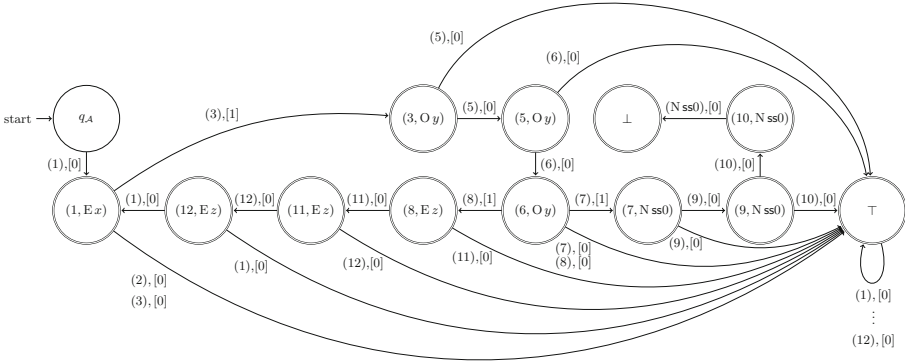 (5),[0]
(6),[0]
(3),[1]
start
q𝒜
(3, O y)
(5),[0]
(5, O y)
⊥
(N ss0),[0]
(10, N ss0)
(1),[0]
(6),[0]
(10),[0]
(1, E x)
(1),[0]
(12, E z)
(12),[0]
(11, E z)
(11),[0]
(8, E z)
(8),[1]
(6, O y)
(7),[1]
(7, N ss0)
(9),[0]
(9, N ss0)
(10),[0]
⊤
(2),[0]
(3),[0]
(1),[0]
(12),[0]
(11),[0]
(7),[0]
(8),[0]
(9),[0]
(1),[0]
⋮
(12),[0]